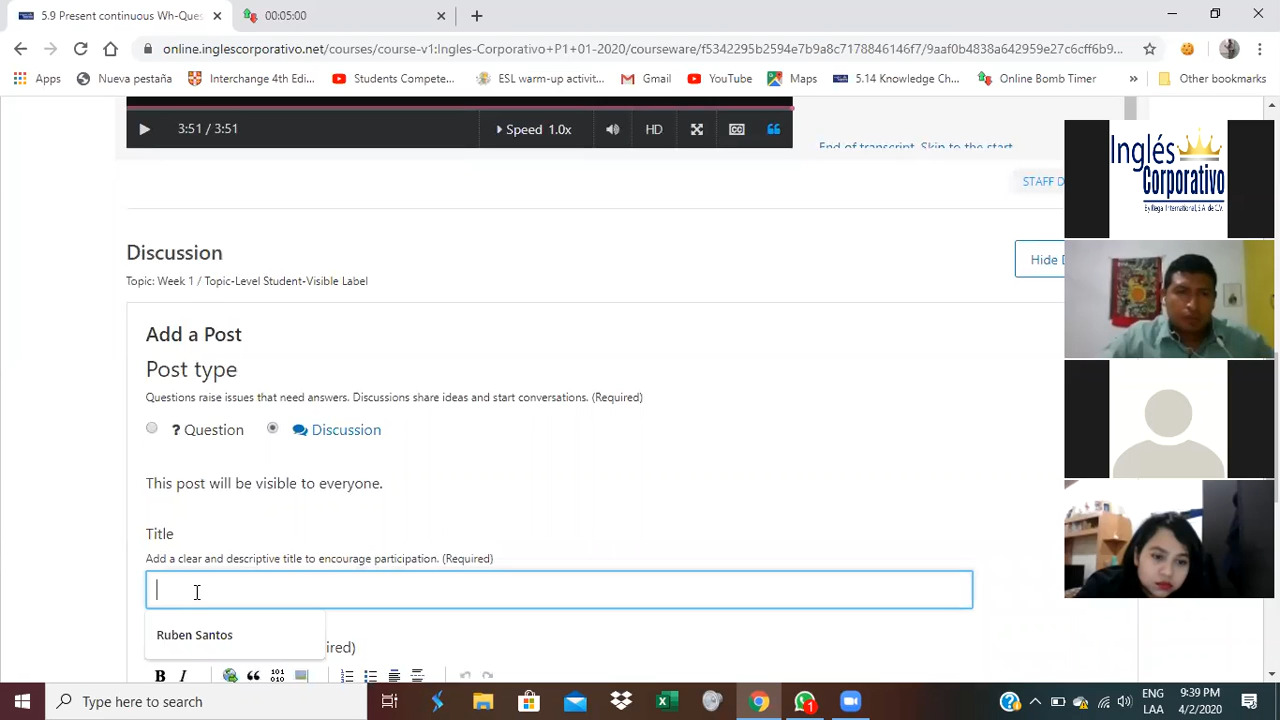 5.9 Present continuous Wh-Ques
00:05:00
online.inglescorporativo.net/courses/course-v1:Ingles-Corporativo+P1+01-2020/courseware/f5342295b2594e7b9a8c7178846146f7/9aaf0b4838a642959e27c6cff6b9...
Apps
Nueva pestaña
Interchange 4th Edi...
Students Compete...
ESL warm-up activit...
Gmail
YouTube
Maps
5.14 Knowledge Ch...
Online Bomb Timer
»
Other bookmarks
3:51 / 3:51
Speed 1.0x
HD
End of transcript. Skip to the start.
STAFF D
Inglés
Corporativo
Discussion
Hide D
Topic: Week 1 / Topic-Level Student-Visible Label
Add a Post
Post type
Questions raise issues that need answers. Discussions share ideas and start conversations. (Required)
? Question
Discussion
This post will be visible to everyone.
Title
Add a clear and descriptive title to encourage participation. (Required)
Ruben Santos
ired)
B I
Type here to search
1
ENG
LAA
9:39 PM
4/2/2020